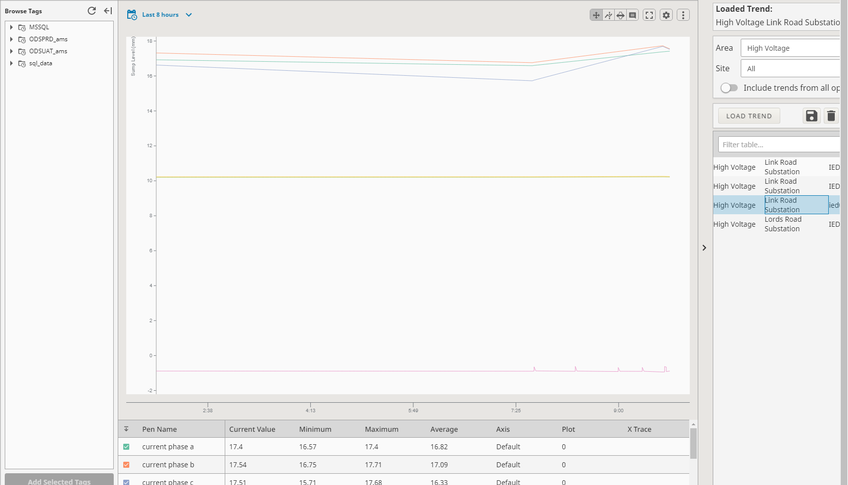 Browse Tags
MSSQL
ODSPRD_ams
ODSUAT_ams
sql_data
Add Selected Tags
Last 8 hours
18
16
14
12
10
8
6
4
2
0
-2
2:38
4:13
5:49
7:25
9:00
Pen Name Current Value Minimum Maximum Average Axis Plot X Trace
current phase a 17.4 16.57 17.4 16.82 Default 0
current phase b 17.54 16.75 17.71 17.09 Default 0
current phase c 17.51 15.71 17.68 16.33 Default 0
Loaded Trend:
High Voltage Link Road Substatio
Area High Voltage
Site All
Include trends from all op
LOAD TREND
Filter table...
High Voltage Link Road Substation IED
High Voltage Link Road Substation IED
High Voltage Link Road Substation ied
High Voltage Lords Road Substation IED